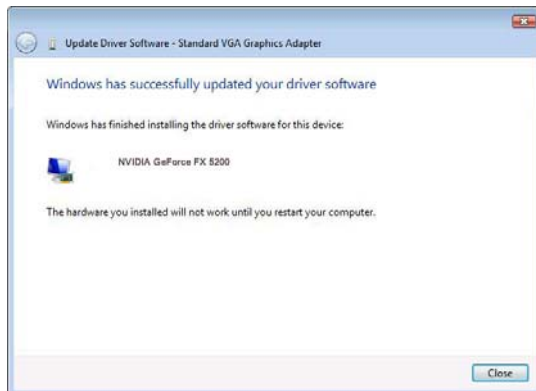 Update Driver Software - Standard VGA Graphics Adapter
Windows has successfully updated your driver software
Windows has finished installing the driver software for this device:
NVIDIA GeForce FX 5200
The hardware you installed will not work until you restart your computer.
Close